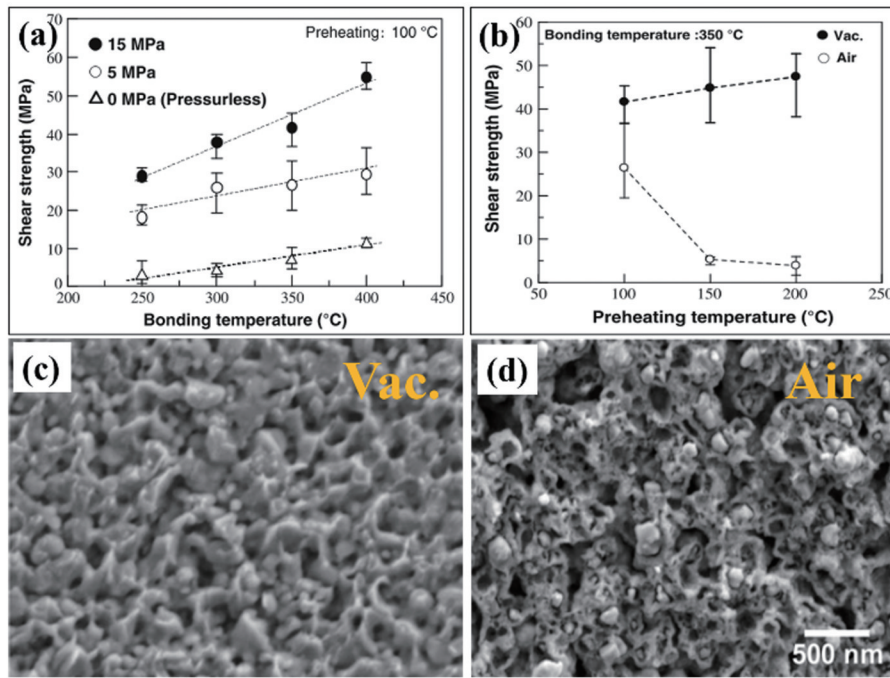 (a)
Preheating: 100 °C
15 MPa
5 MPa
0 MPa (Pressurless)
Shear strength (MPa)
70
60
50
40
30
20
10
0
200 250 300 350 400 450
Bonding temperature (°C)
(b)
Bonding temperature :350 °C
Vac.
Air
Shear strength (MPa)
60
50
40
30
20
10
0
50 100 150 200 250
Preheating temperature (°C)
(c)
Vac.
(d)
Air
500 nm